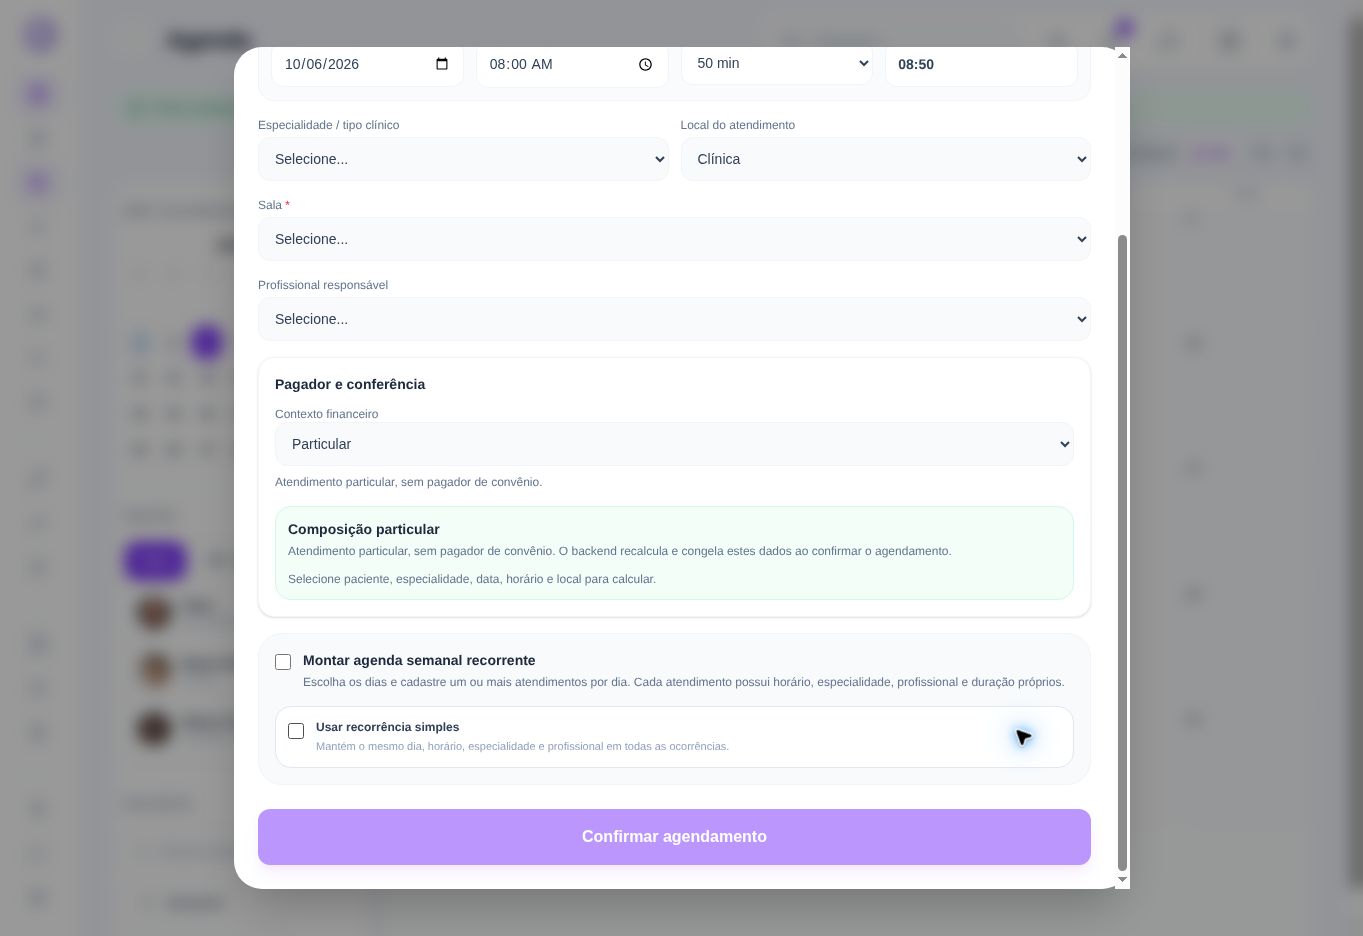 10/06/2026
08:00 AM
50 min
08:50
Especialidade / tipo clínico
Local do atendimento
Selecione...
Clínica
Sala *
Selecione...
Profissional responsável
Selecione...
Pagador e conferência
Contexto financeiro
Particular
Atendimento particular, sem pagador de convênio.
Composição particular
Atendimento particular, sem pagador de convênio. O backend recalcula e congela estes dados ao confirmar o agendamento.
Selecione paciente, especialidade, data, horário e local para calcular.
Montar agenda semanal recorrente
Escolha os dias e cadastre um ou mais atendimentos por dia. Cada atendimento possui horário, especialidade, profissional e duração próprios.
Usar recorrência simples
Mantém o mesmo dia, horário, especialidade e profissional em todas as ocorrências.
Confirmar agendamento